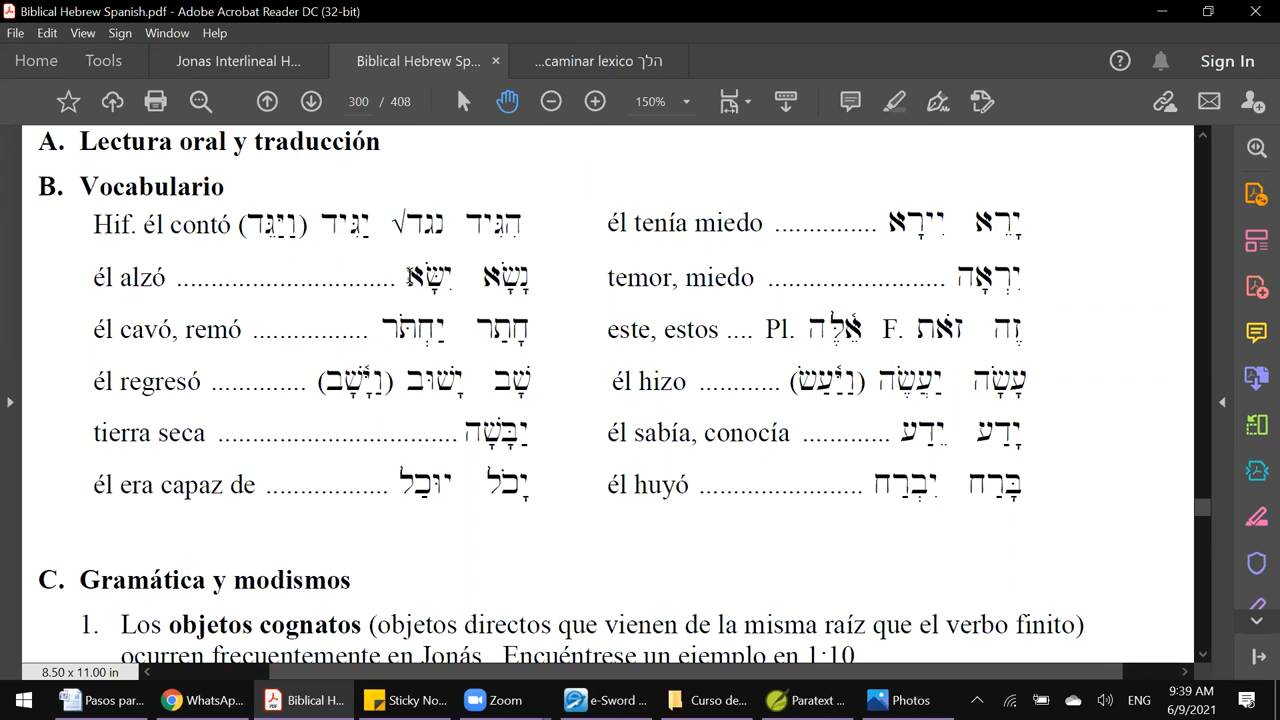 Biblical Hebrew Spanish.pdf - Adobe Acrobat Reader DC (32-bit)
File Edit View Sign Window Help
Home Tools Jonas Interlineal H... Biblical Hebrew Sp... × ...caminar lexico הלך Sign In
300 / 408 150%
A. Lectura oral y traducción
B. Vocabulario
Hif. él contó (וַיַּגֵּד) הִגִּיד נגד√ יַגִּיד
él tenía miedo .............. יָרֵא יִירָא
él alzó .............................. נָשָׂא יִשָּׂא
temor, miedo ........................ יִרְאָה
él cavó, remó ................ חָתַר יַחְתֹּר
este, estos .... Pl. אֵ֫לֶּה F. זֹאת זֶה
él regresó ............. (וַיָּ֫שָׁב) שָׁב יָשׁוּב
él hizo ........... (וַיַּ֫עַשׂ) עָשָׂה יַעֲשֶׂה
tierra seca .................................. יַבָּשָׁה
él sabía, conocía ............ יָדַע יֵדַע
él era capaz de ................. יָכֹל יוּכַל
él huyó ....................... בָּרַח יִבְרַח
C. Gramática y modismos
1. Los objetos cognatos (objetos directos que vienen de la misma raíz que el verbo finito)
ocurren frecuentemente en Jonás. Encuéntrese un ejemplo en 1:10
8.50 x 11.00 in
Pasos par... WhatsAp... Biblical H... Sticky No... Zoom e-Sword ... Curso de... Paratext ... Photos ENG 9:39 AM
6/9/2021